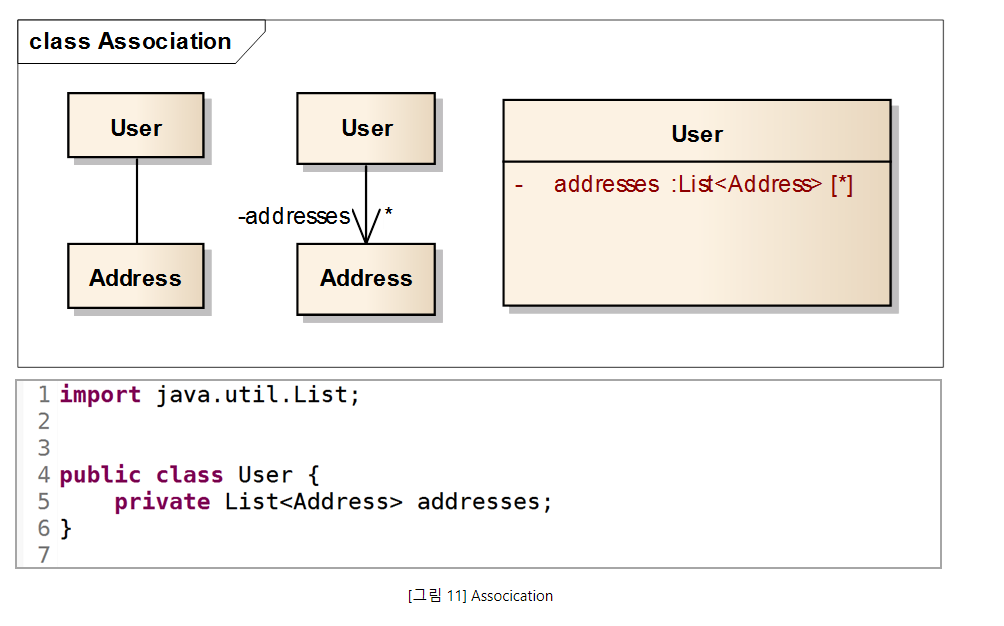 class Association
User
Address
User
-addresses *
Address
User
- addresses :List<Address> [*]
1 import java.util.List;
2
3
4 public class User {
5 private List<Address> addresses;
6 }
7
[그림 11] Assocication